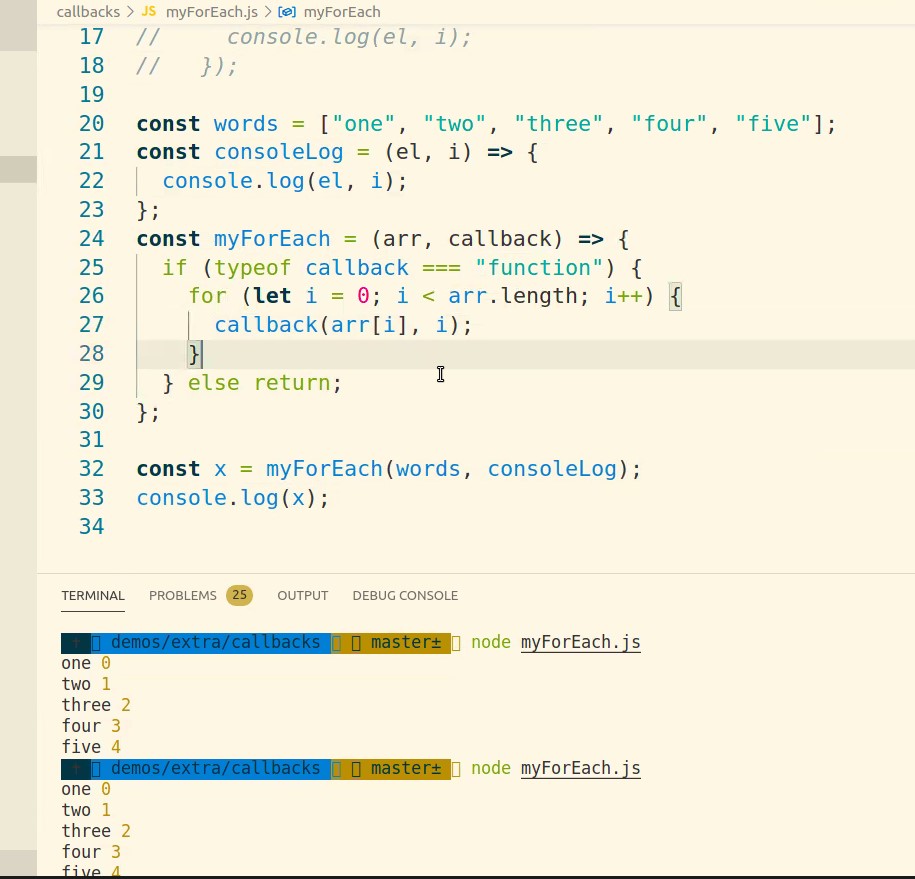 callbacks > JS myForEach.js > myForEach
17 //     console.log(el, i);
18 //   });
19
20 const words = ["one", "two", "three", "four", "five"];
21 const consoleLog = (el, i) => {
22   console.log(el, i);
23 };
24 const myForEach = (arr, callback) => {
25   if (typeof callback === "function") {
26     for (let i = 0; i < arr.length; i++) {
27       callback(arr[i], i);
28     }
29   } else return;
30 };
31
32 const x = myForEach(words, consoleLog);
33 console.log(x);
34
TERMINAL PROBLEMS 25 OUTPUT DEBUG CONSOLE
demos/extra/callbacks master± node myForEach.js
one 0
two 1
three 2
four 3
five 4
demos/extra/callbacks master± node myForEach.js
one 0
two 1
three 2
four 3
five 4